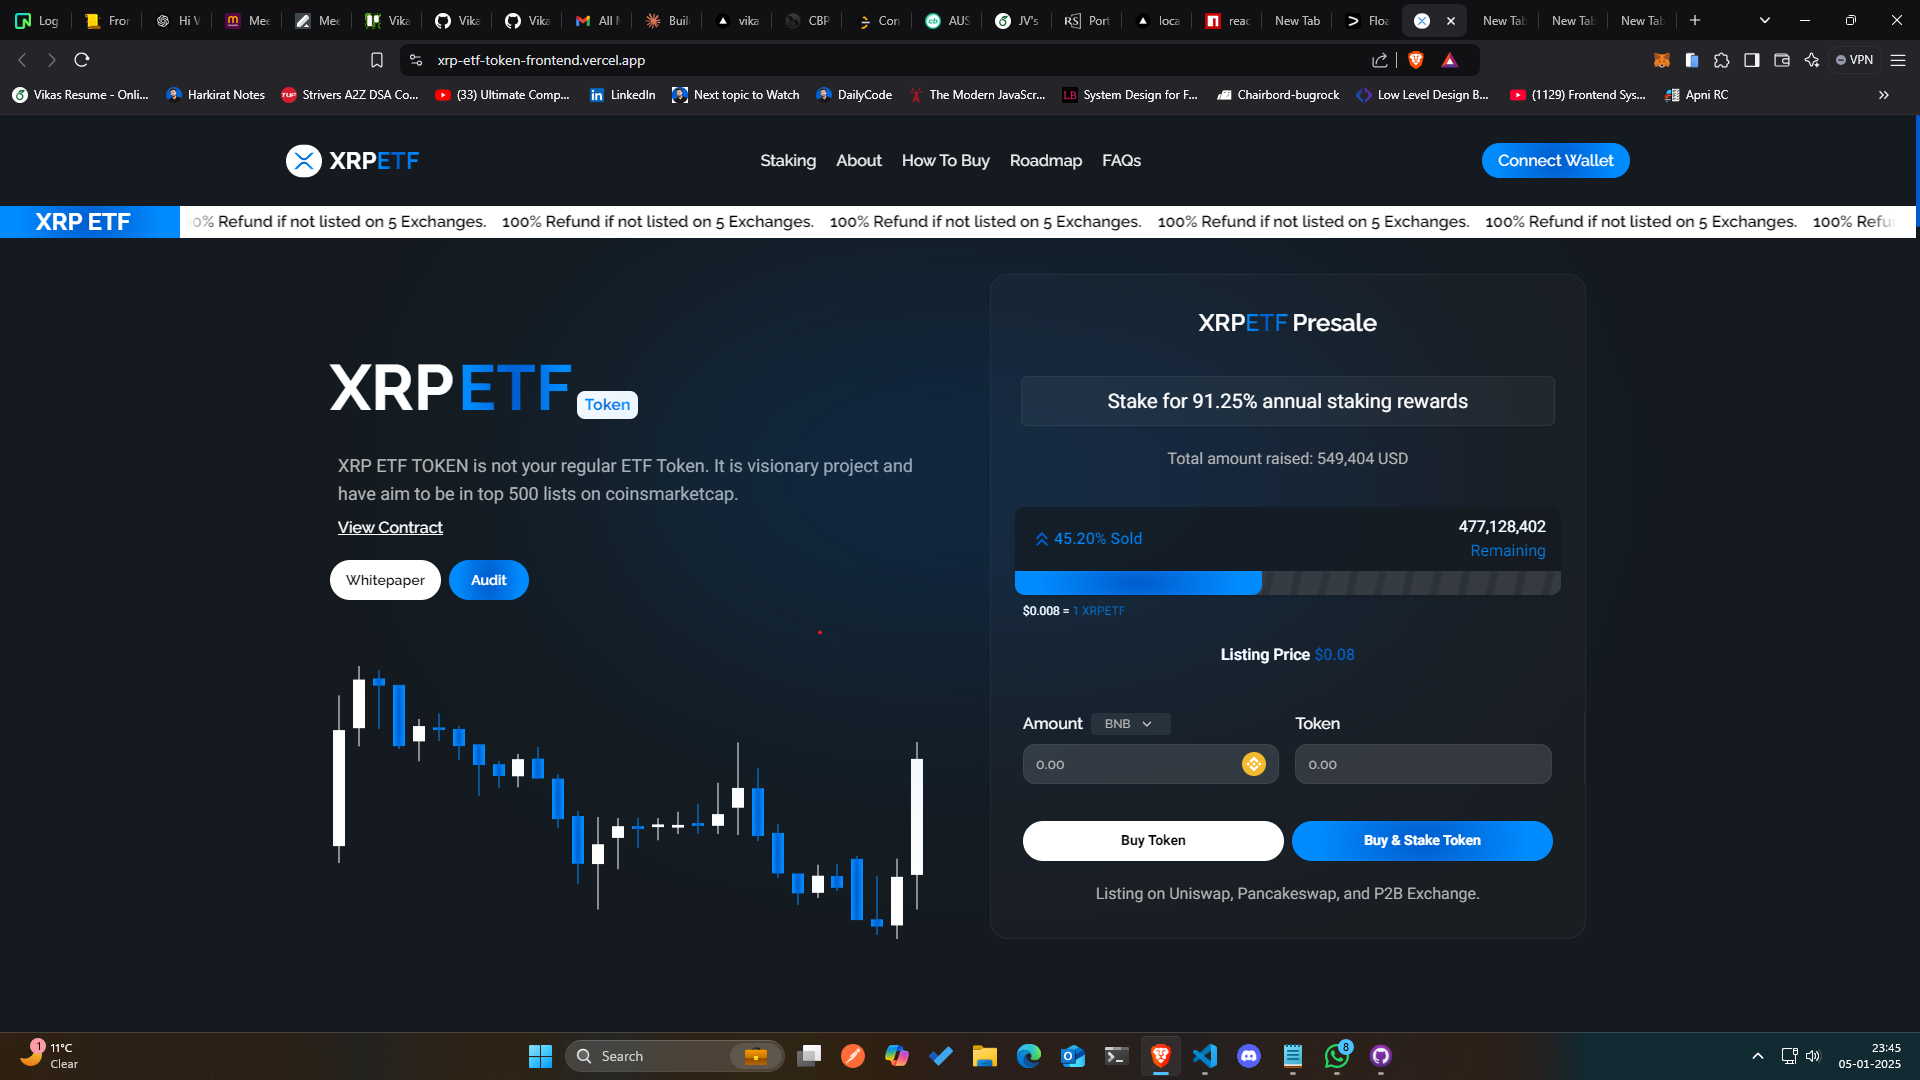 Log
Fror
Hi V
Mee
Mee
Vika
Vika
Vika
All M
Buil
vika
CBP
Con
AUS
JV's
Port
loca
reac
New Tab
Floa
New Tab
New Tab
New Tab
xrp-etf-token-frontend.vercel.app
VPN
Vikas Resume - Onli...
Harkirat Notes
Strivers A2Z DSA Co...
(33) Ultimate Comp...
LinkedIn
Next topic to Watch
DailyCode
The Modern JavaScr...
System Design for F...
Chairbord-bugrock
Low Level Design B...
(1129) Frontend Sys...
Apni RC
XRPETF
Staking
About
How To Buy
Roadmap
FAQs
Connect Wallet
XRP ETF
0% Refund if not listed on 5 Exchanges. 100% Refund if not listed on 5 Exchanges. 100% Refund if not listed on 5 Exchanges. 100% Refund if not listed on 5 Exchanges. 100% Refund if not listed on 5 Exchanges. 100% Refu
XRPETF Token
XRP ETF TOKEN is not your regular ETF Token. It is visionary project and
have aim to be in top 500 lists on coinsmarketcap.
View Contract
Whitepaper
Audit
XRPETF Presale
Stake for 91.25% annual staking rewards
Total amount raised: 549,404 USD
45.20% Sold
477,128,402
Remaining
$0.008 = 1 XRPETF
Listing Price $0.08
Amount
BNB
Token
0.00
0.00
Buy Token
Buy & Stake Token
Listing on Uniswap, Pancakeswap, and P2B Exchange.
1
11°C
Clear
Search
8
23:45
05-01-2025